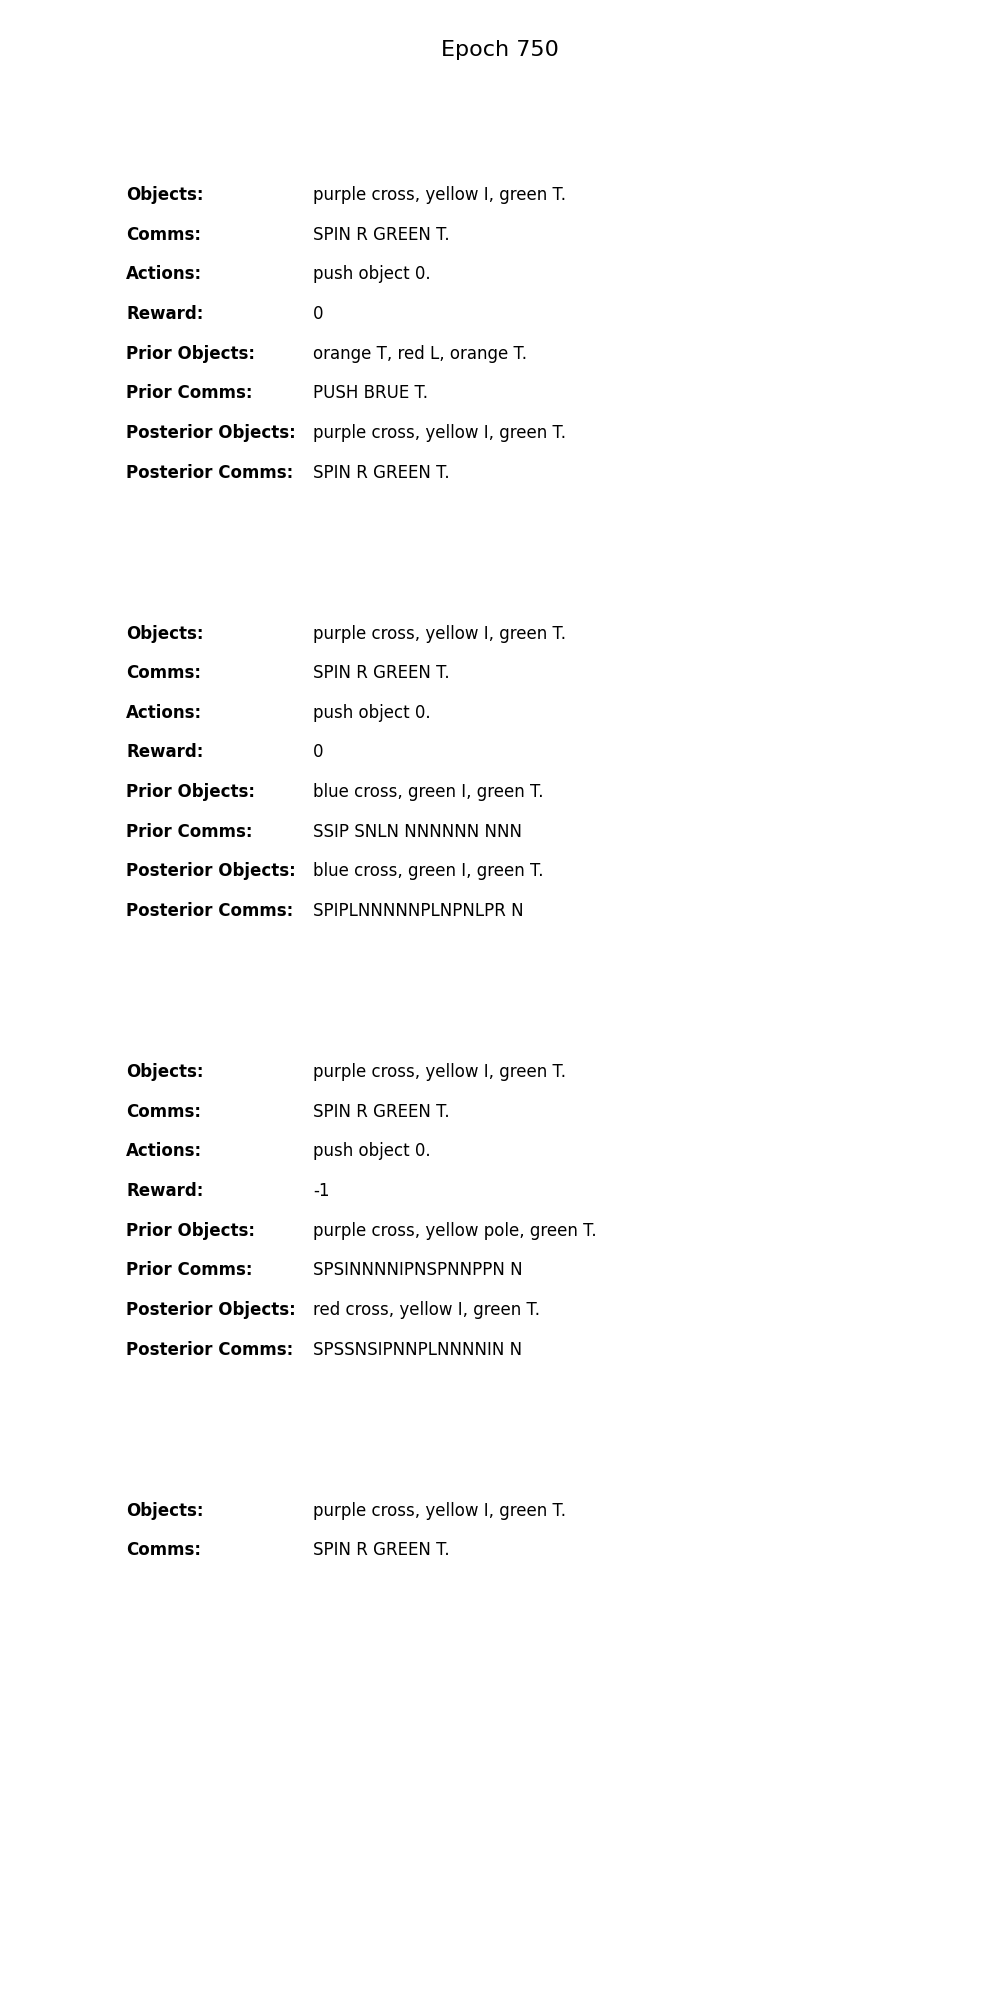 Epoch 750
Objects: purple cross, yellow I, green T.
Comms: SPIN R GREEN T.
Actions: push object 0.
Reward: 0
Prior Objects: orange T, red L, orange T.
Prior Comms: PUSH BRUE T.
Posterior Objects: purple cross, yellow I, green T.
Posterior Comms: SPIN R GREEN T.
Objects: purple cross, yellow I, green T.
Comms: SPIN R GREEN T.
Actions: push object 0.
Reward: 0
Prior Objects: blue cross, green I, green T.
Prior Comms: SSIP SNLN NNNNNN NNN
Posterior Objects: blue cross, green I, green T.
Posterior Comms: SPIPLNNNNNPLNPNLPR N
Objects: purple cross, yellow I, green T.
Comms: SPIN R GREEN T.
Actions: push object 0.
Reward: -1
Prior Objects: purple cross, yellow pole, green T.
Prior Comms: SPSINNNNIPNSPNNPPN N
Posterior Objects: red cross, yellow I, green T.
Posterior Comms: SPSSNSIPNNPLNNNNIN N
Objects: purple cross, yellow I, green T.
Comms: SPIN R GREEN T.